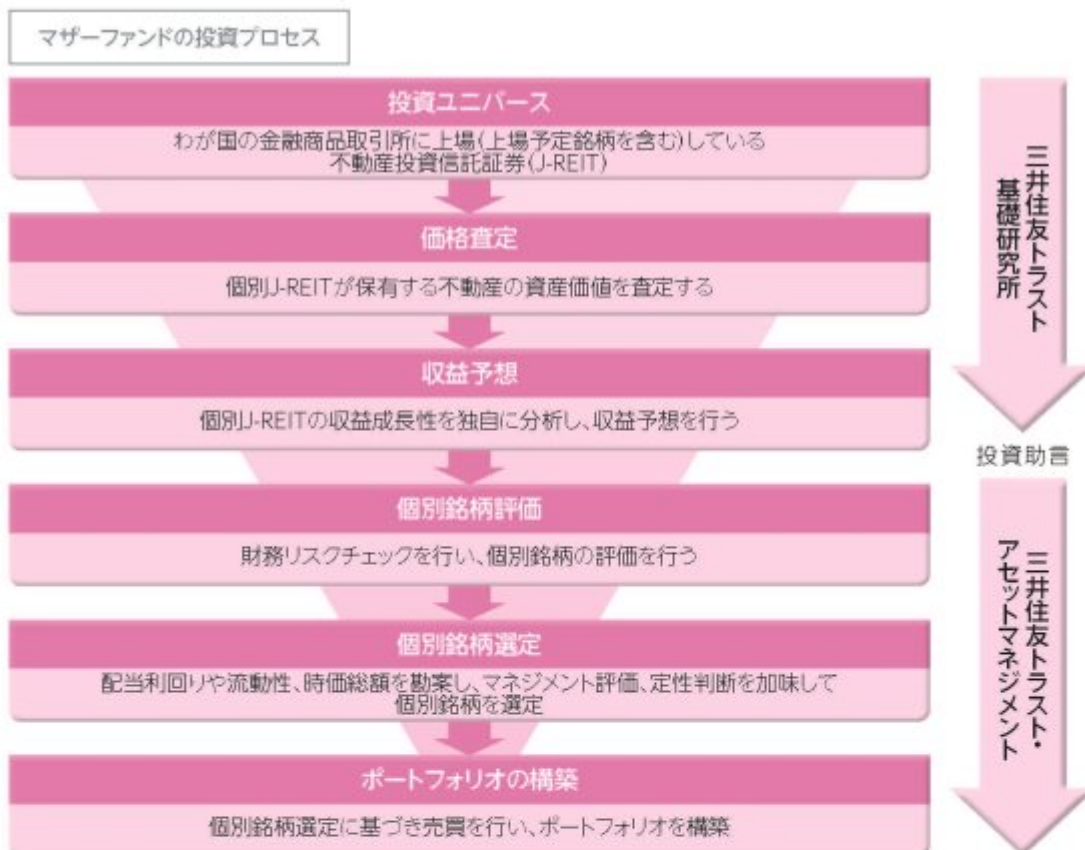 マザーファンドの投資プロセス
投資ユニバース
わが国の金融商品取引所に上場(上場予定銘柄を含む)している
不動産投資信託証券(J-REIT)
価格査定
個別J-REITが保有する不動産の資産価値を査定する
収益予想
個別J-REITの収益成長性を独自に分析し、収益予想を行う
個別銘柄評価
財務リスクチェックを行い、個別銘柄の評価を行う
個別銘柄選定
配当利回りや流動性、時価総額を勘案し、マネジメント評価、定性判断を加味して
個別銘柄を選定
ポートフォリオの構築
個別銘柄選定に基づき売買を行い、ポートフォリオを構築
三井住友トラスト
基礎研究所
投資助言
三井住友トラスト・
アセットマネジメント